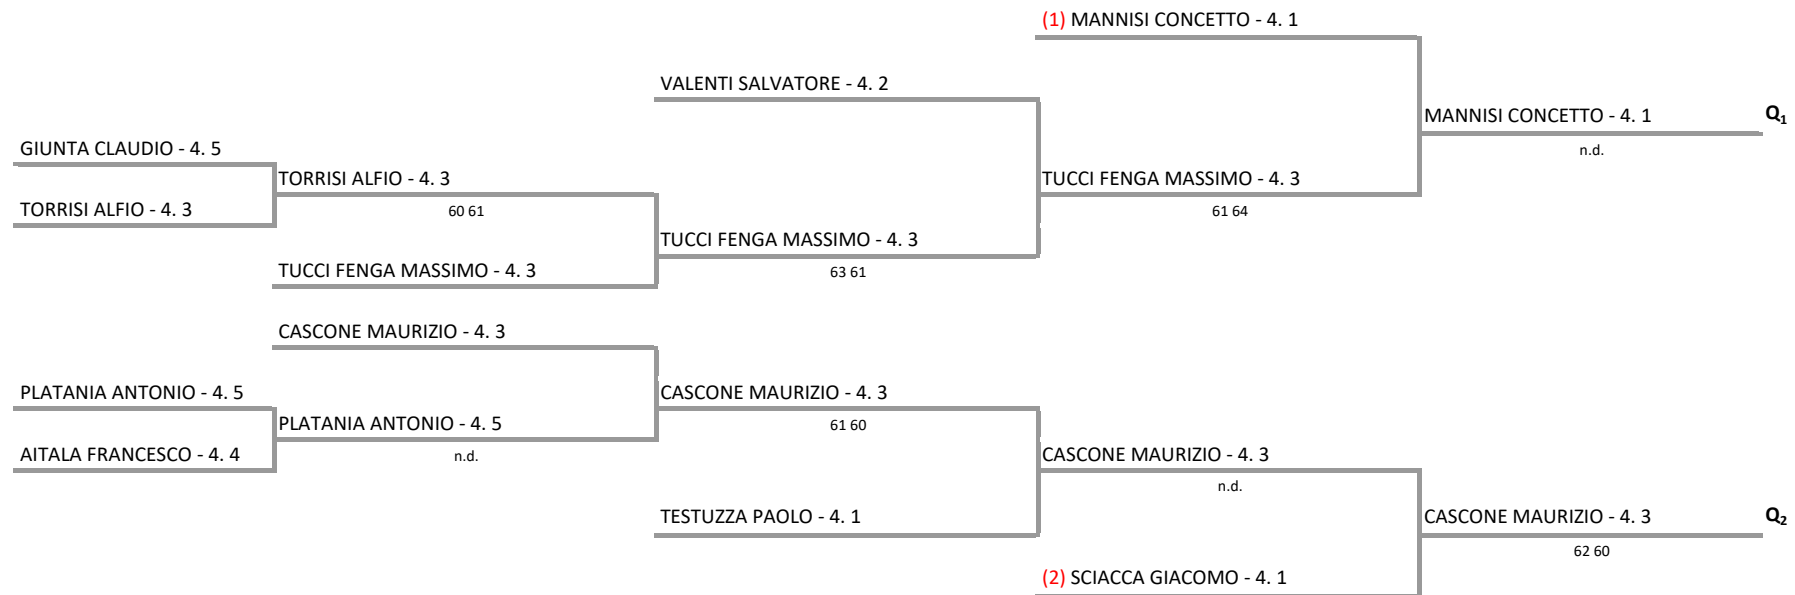 (1) MANNISI CONCETTO - 4. 1
VALENTI SALVATORE - 4. 2
MANNISI CONCETTO - 4. 1
Q1
n.d.
GIUNTA CLAUDIO - 4. 5
TORRISI ALFIO - 4. 3
60 61
TUCCI FENGA MASSIMO - 4. 3
61 64
TORRISI ALFIO - 4. 3
TUCCI FENGA MASSIMO - 4. 3
63 61
TUCCI FENGA MASSIMO - 4. 3
CASCONE MAURIZIO - 4. 3
PLATANIA ANTONIO - 4. 5
CASCONE MAURIZIO - 4. 3
61 60
PLATANIA ANTONIO - 4. 5
n.d.
AITALA FRANCESCO - 4. 4
CASCONE MAURIZIO - 4. 3
n.d.
TESTUZZA PAOLO - 4. 1
CASCONE MAURIZIO - 4. 3
Q2
62 60
(2) SCIACCA GIACOMO - 4. 1